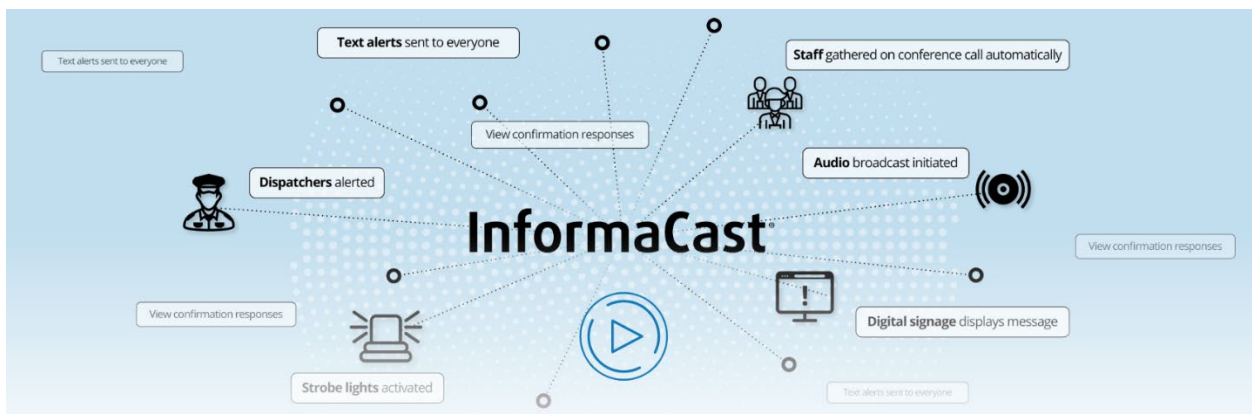 Text alerts sent to everyone
Staff gathered on conference call automatically
Text alerts sent to everyone
View confirmation responses
Audio broadcast initiated
Dispatchers alerted
InformaCast®
View confirmation responses
View confirmation responses
!
Digital signage displays message
Strobe lights activated
Text alerts sent to everyone